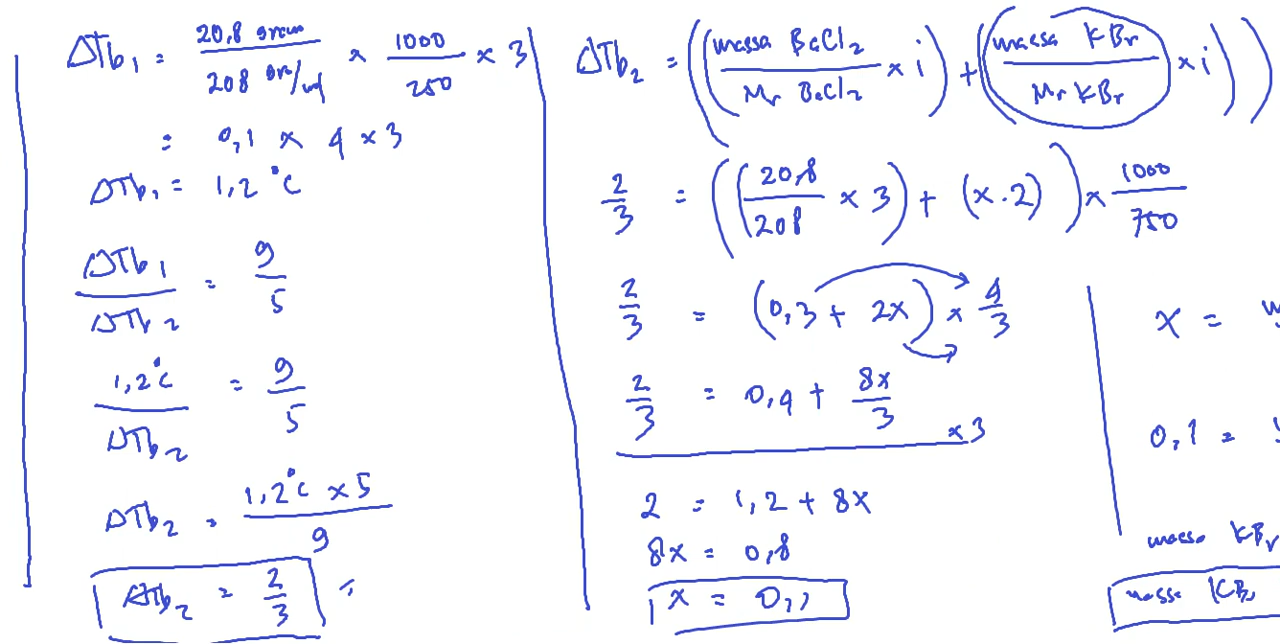 ΔTb₁ = 20,8 gram / 208 gr/mol × 1000 / 250 × 3
= 0,1 × 4 × 3
ΔTb₁ = 1,2 °C
ΔTb₁ / ΔTb₂ = 9 / 5
1,2°C / ΔTb₂ = 9 / 5
ΔTb₂ = 1,2°C × 5 / 9
ΔTb₂ = 2 / 3
ΔTb₂ = ((massa BaCl₂ / Mr BaCl₂ × i) + (massa KBr / Mr KBr × i))
2 / 3 = ((20,8 / 208 × 3) + (x . 2)) × 1000 / 750
2 / 3 = (0,3 + 2x) × 4 / 3
2 / 3 = 0,4 + 8x / 3
×3
2 = 1,2 + 8x
8x = 0,8
x = 0,1
x =
0,1 =
massa KBr
massa KBr